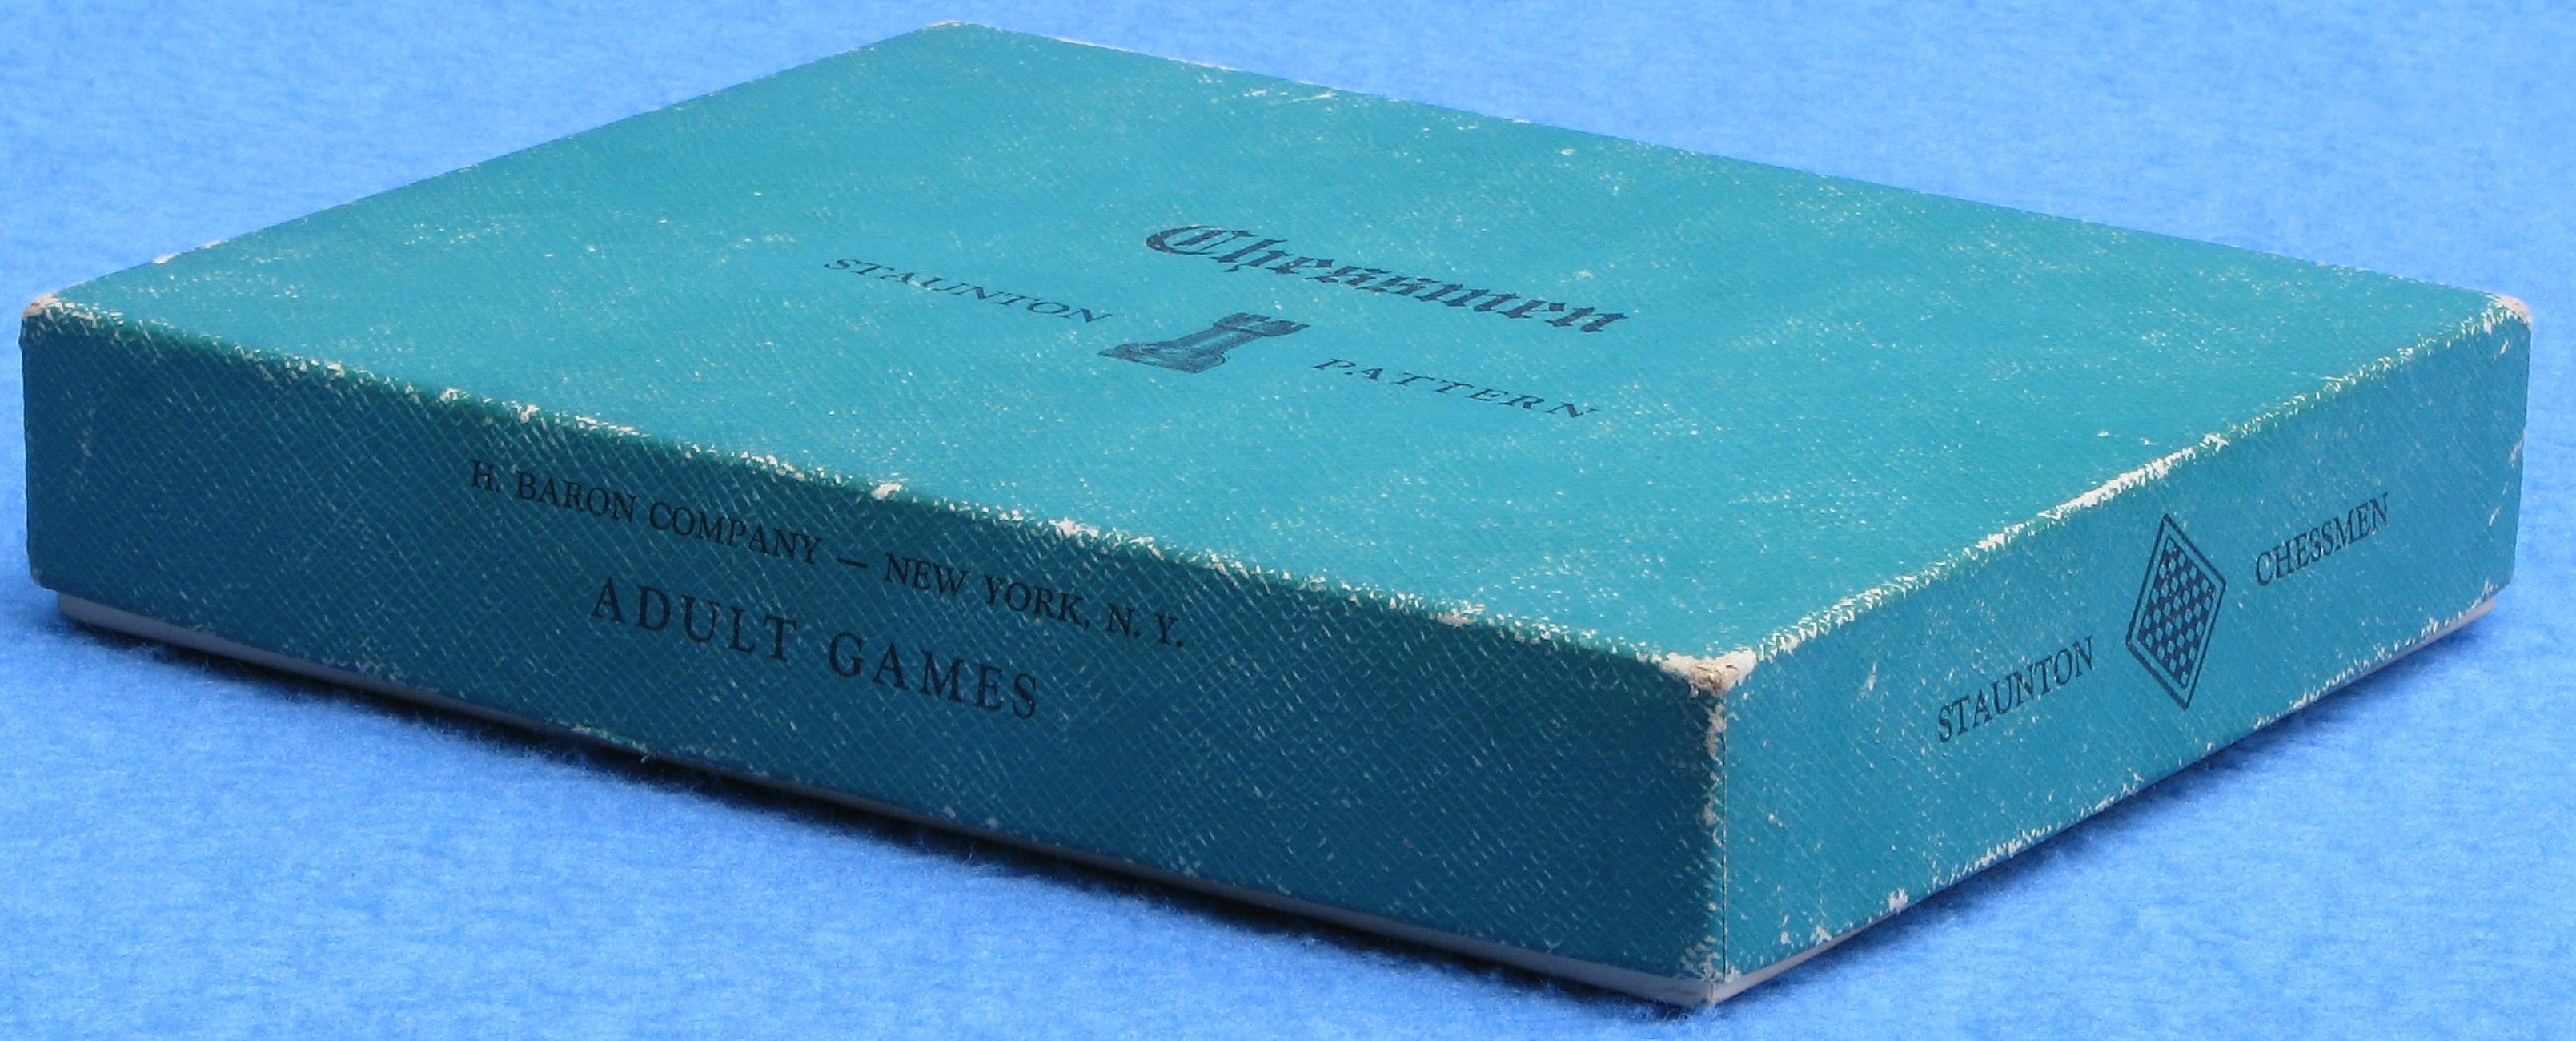 Chessmen
STAUNTON PATTERN
H. BARON COMPANY — NEW YORK, N. Y.
ADULT GAMES
STAUNTON CHESSMEN